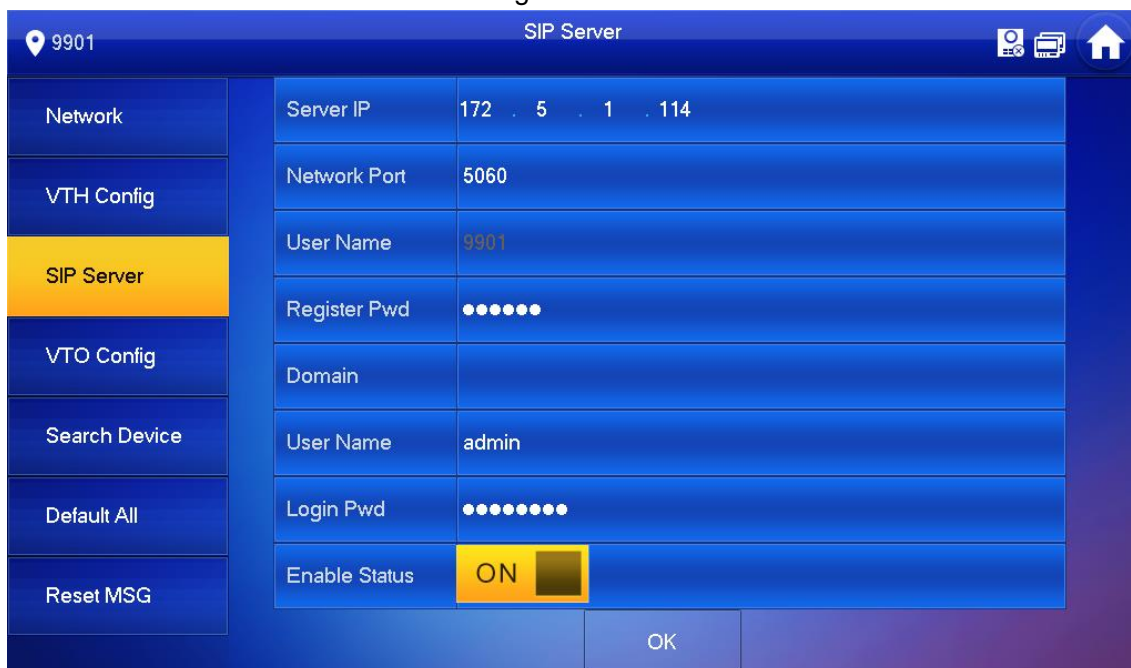 9901
SIP Server
Network
VTH Config
SIP Server
VTO Config
Search Device
Default All
Reset MSG
Server IP 172 . 5 . 1 . 114
Network Port 5060
User Name 9901
Register Pwd ●●●●●●
Domain
User Name admin
Login Pwd ●●●●●●●●
Enable Status ON
OK